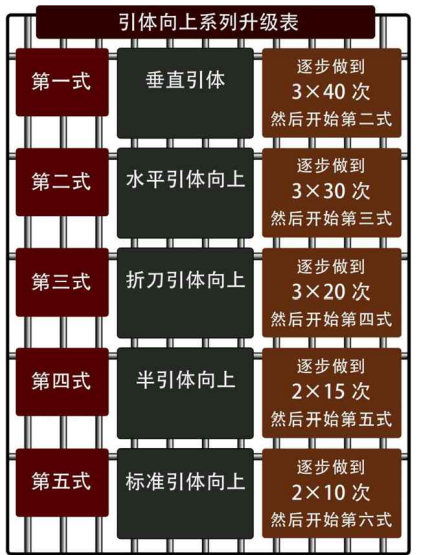 引体向上系列升级表
第一式
垂直引体
逐步做到
3×40 次
然后开始第二式
第二式
水平引体向上
逐步做到
3×30 次
然后开始第三式
第三式
折刀引体向上
逐步做到
3×20 次
然后开始第四式
第四式
半引体向上
逐步做到
2×15 次
然后开始第五式
第五式
标准引体向上
逐步做到
2×10 次
然后开始第六式